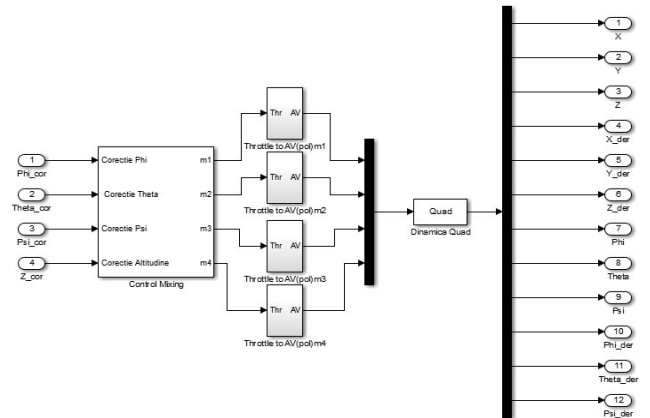 1
Phi_cor
2
Theta_cor
3
Psi_cor
4
Z_cor
Corectie Phi
Corectie Theta
Corectie Psi
Corectie Altitudine
m1
m2
m3
m4
Control Mixing
Thr AV
Throttle to AV(pol)m1
Thr AV
Throttle to AV(pol)m2
Thr AV
Throttle to AV(pol)m3
Thr AV
Throttle to AV(pol)m4
Quad
Dinamica Quad
1
X
2
Y
3
Z
4
X_der
5
Y_der
6
Z_der
7
Phi
8
Theta
9
Psi
10
Phi_der
11
Theta_der
12
Psi_der